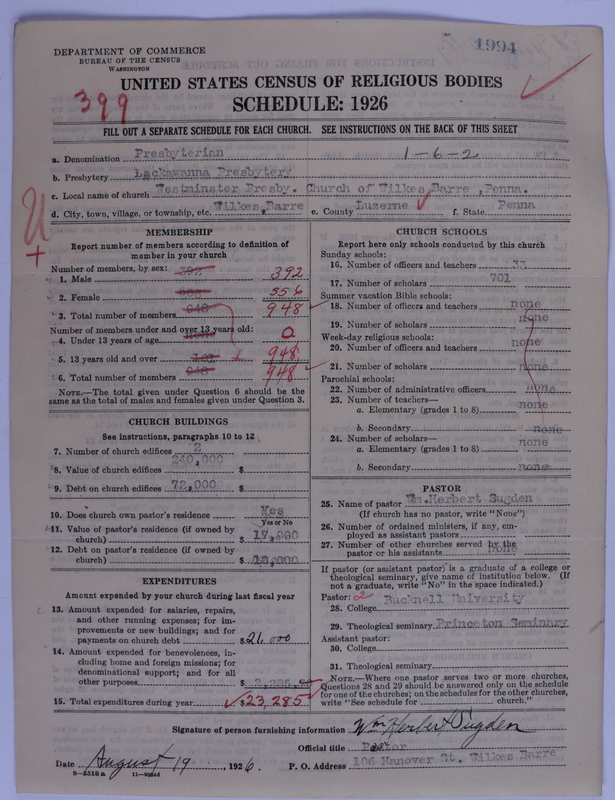 1994
DEPARTMENT OF COMMERCE
BUREAU OF THE CENSUS
WASHINGTON
UNITED STATES CENSUS OF RELIGIOUS BODIES
399
SCHEDULE: 1926
FILL OUT A SEPARATE SCHEDULE FOR EACH CHURCH. SEE INSTRUCTIONS ON THE BACK OF THIS SHEET
a. Denomination Presbyterian 1-6-2
b. Presbytery Lackawanna Presbytery
c. Local name of church Westminster Presby. Church of Wilkes Barre, Penna.
d. City, town, village, or township, etc. Wilkes Barre e. County Luzerne f. State Penna
U
MEMBERSHIP
Report number of members according to definition of
member in your church
Number of members, by sex:
1. Male 392
2. Female 556
3. Total number of members 948
Number of members under and over 13 years old:
4. Under 13 years of age 0
5. 13 years old and over 948
6. Total number of members 948
NOTE.—The total given under Question 6 should be
same as the total of males and females given under Question 3.
CHURCH BUILDINGS
See instructions, paragraphs 10 to 12
7. Number of church edifices 2
8. Value of church edifices 240,000 $
9. Debt on church edifices 72,000 $
10. Does church own pastor's residence Yes
Yes or No
11. Value of pastor's residence (if owned by
church) $ 17,000
12. Debt on pastor's residence (if owned by
church) $ 10,000
EXPENDITURES
Amount expended by your church during last fiscal year
13. Amount expended for salaries, repairs,
and other running expenses; for im-
provements or new buildings; and for
payments on church debt $21,000
14. Amount expended for benevolences, in-
cluding home and foreign missions; for
denominational support; and for all
other purposes $ 2,285
15. Total expenditures during year $23,285
CHURCH SCHOOLS
Report here only schools conducted by this church
Sunday schools:
16. Number of officers and teachers
17. Number of scholars 701
Summer vacation Bible schools:
18. Number of officers and teachers none
19. Number of scholars none
Week-day religious schools:
20. Number of officers and teachers none
21. Number of scholars none
Parochial schools:
22. Number of administrative officers none
23. Number of teachers—
a. Elementary (grades 1 to 8) none
b. Secondary none
24. Number of scholars—
a. Elementary (grades 1 to 8) none
b. Secondary none
PASTOR
25. Name of pastor Wm. Herbert Sugden
(If church has no pastor, write "None")
26. Number of ordained ministers, if any, em-
ployed as assistant pastors
27. Number of other churches served by the
pastor or his assistants none
If pastor (or assistant pastor) is a graduate of a college or
theological seminary, give name of institution below. (If
not a graduate, write "No" in the space indicated.)
Pastor: 2
28. College Bucknell University
29. Theological seminary Princeton Seminary
Assistant pastor:
30. College
31. Theological seminary
NOTE.—Where one pastor serves two or more churches,
Questions 28 and 29 should be answered only on the schedule
for one of the churches; on the schedules for the other churches,
write "See schedule for church."
Signature of person furnishing information Wm Herbert Sugden
Official title Pastor
Date August 19, 1926. P. O. Address 106 Hanover St. Wilkes Barre
8—5518 a